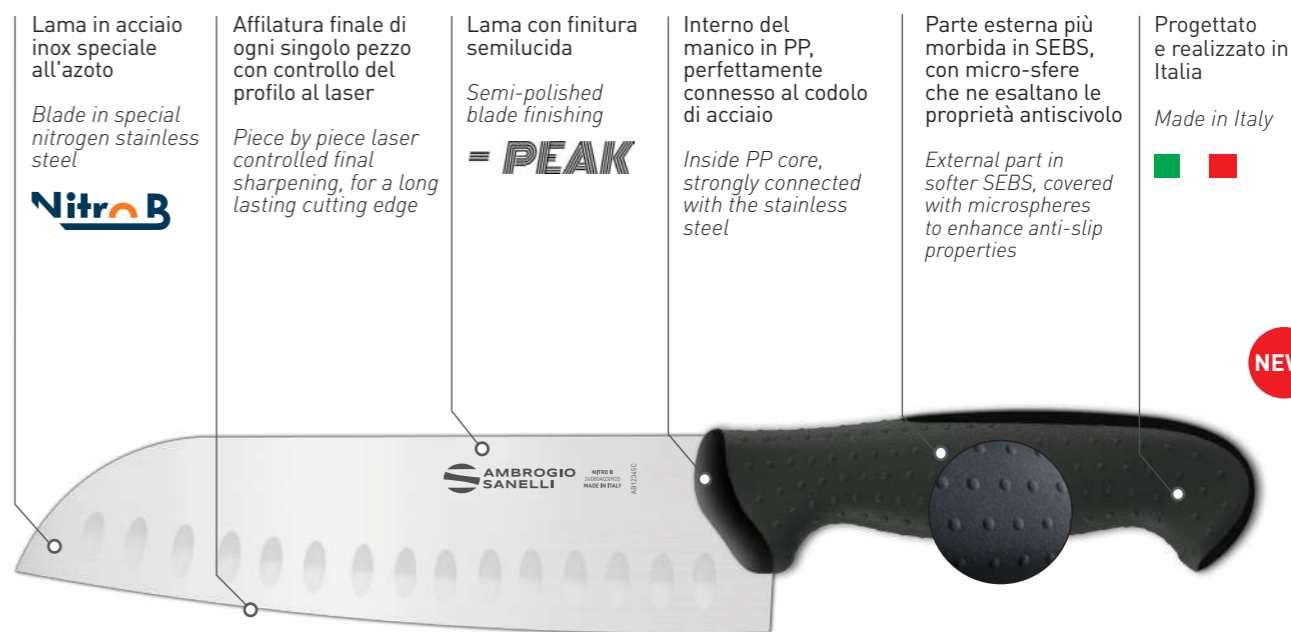 Lama in acciaio
inox speciale
all'azoto
Blade in special
nitrogen stainless
steel
Nitro B
Affilatura finale di
ogni singolo pezzo
con controllo del
profilo al laser
Piece by piece laser
controlled final
sharpening, for a long
lasting cutting edge
Lama con finitura
semilucida
Semi-polished
blade finishing
= PEAK
Interno del
manico in PP,
perfettamente
connesso al codolo
di acciaio
Inside PP core,
strongly connected
with the stainless
steel
Parte esterna più
morbida in SEBS,
con micro-sfere
che ne esaltano le
proprietà antiscivolo
External part in
softer SEBS, covered
with microspheres
to enhance anti-slip
properties
Progettato
e realizzato in
Italia
Made in Italy
NEW
AMBROGIO
SANELLI
NITRO B
MADE IN ITALY
AB12345C